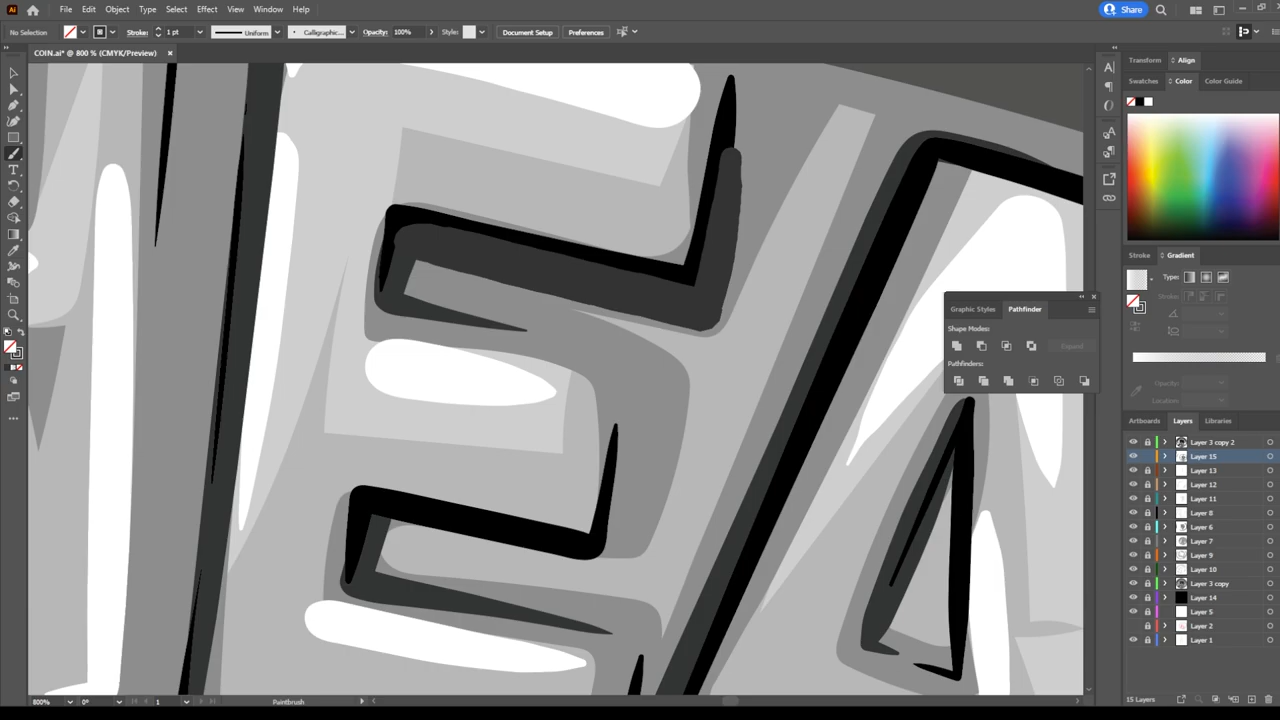 Ai File Edit Object Type Select Effect View Window Help Share
No Selection Stroke: 1 pt Uniform Calligraphic... Opacity: 100% Style: Document Setup Preferences
COIN.ai* @ 800 % (CMYK/Preview) ×
Transform Align
Swatches Color Color Guide
Stroke Gradient
Type:
Stroke:
Opacity:
Location:
Graphic Styles Pathfinder
Shape Modes:
Expand
Pathfinders:
Artboards Layers Libraries
Layer 3 copy 2
Layer 15
Layer 13
Layer 12
Layer 11
Layer 8
Layer 6
Layer 7
Layer 9
Layer 10
Layer 3 copy
Layer 14
Layer 5
Layer 2
Layer 1
800% 0° 1 Paintbrush 15 Layers